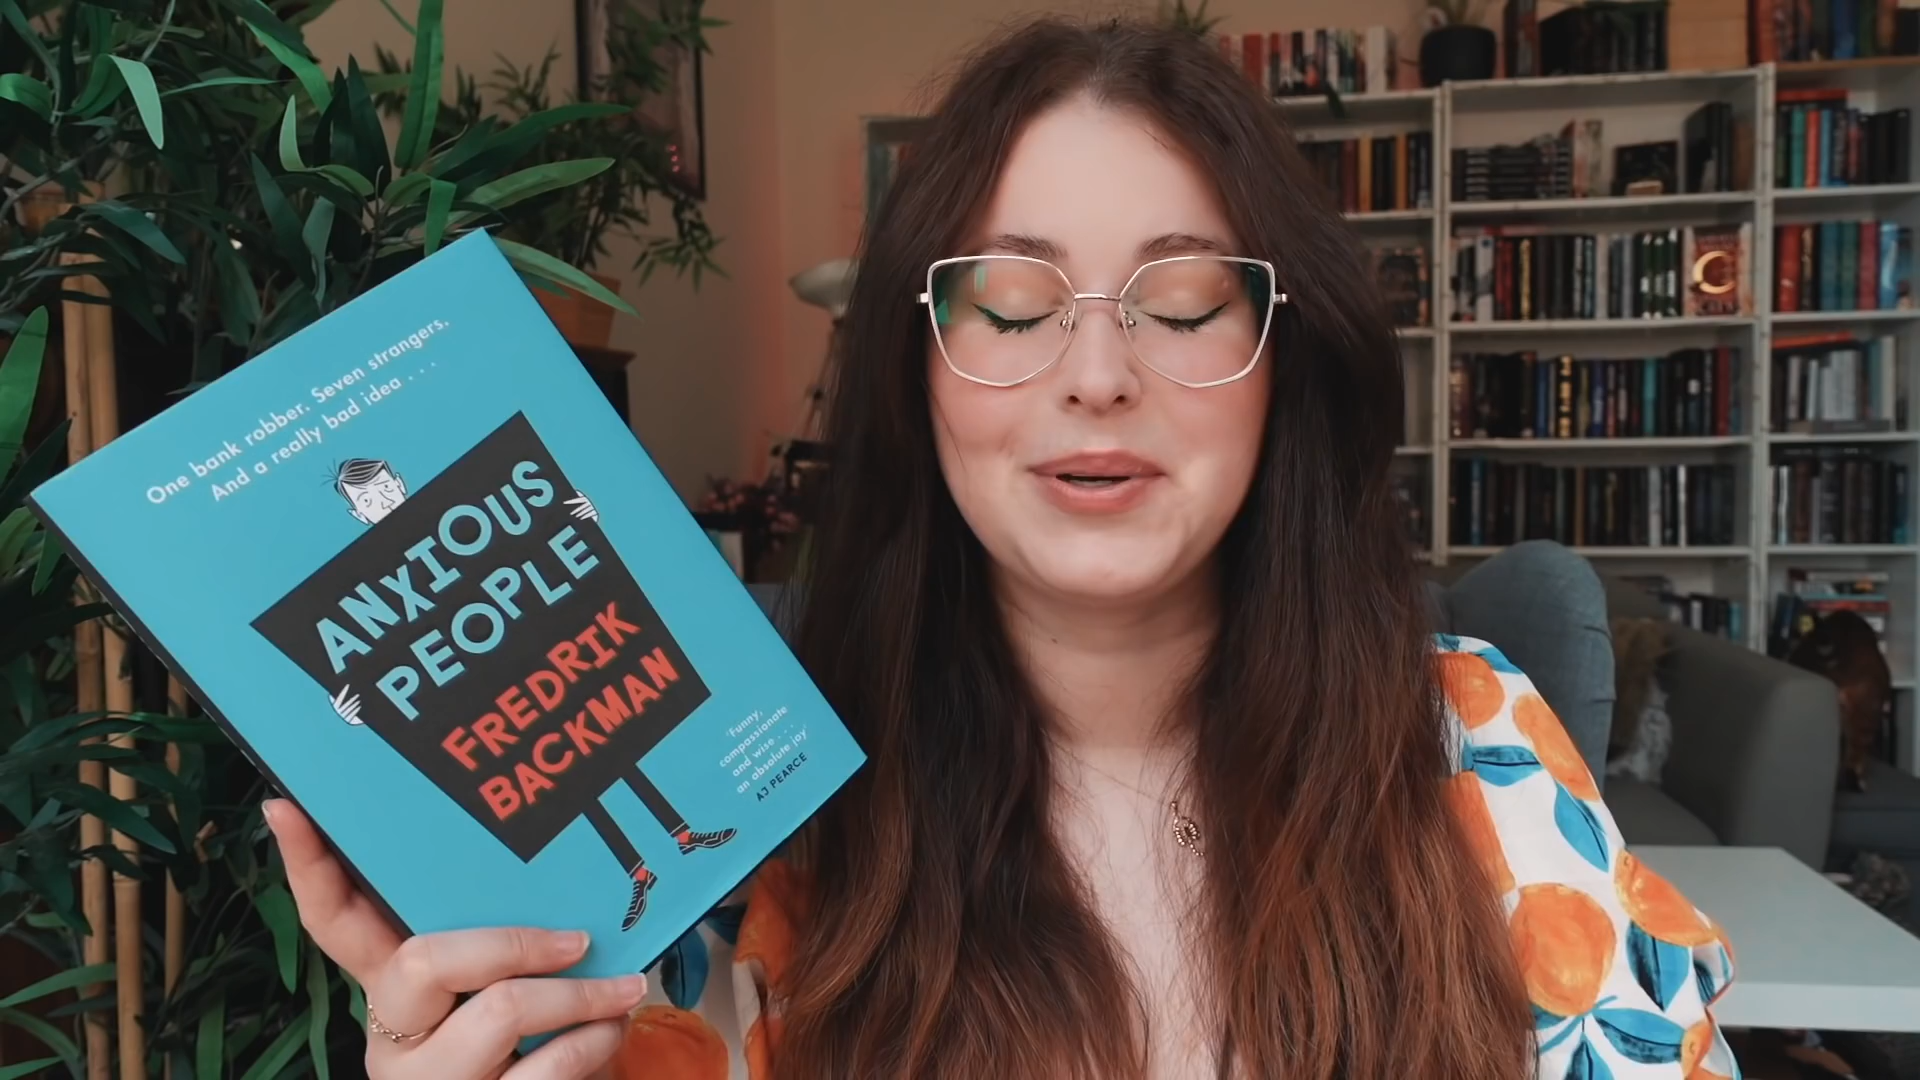 One bank robber. Seven strangers.
And a really bad idea . . .
ANXIOUS
PEOPLE
FREDRIK
BACKMAN
'Funny,
compassionate
and wise . . .
an absolute joy'
AJ PEARCE